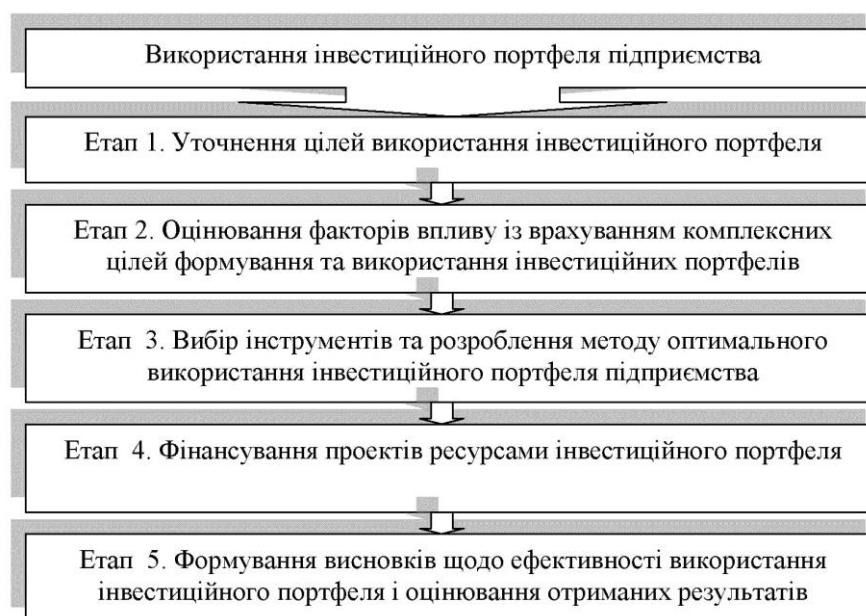 Використання інвестиційного портфеля підприємства
Етап 1. Уточнення цілей використання інвестиційного портфеля
Етап 2. Оцінювання факторів впливу із врахуванням комплексних
цілей формування та використання інвестиційних портфелів
Етап 3. Вибір інструментів та розроблення методу оптимального
використання інвестиційного портфеля підприємства
Етап 4. Фінансування проектів ресурсами інвестиційного портфеля
Етап 5. Формування висновків щодо ефективності використання
інвестиційного портфеля і оцінювання отриманих результатів